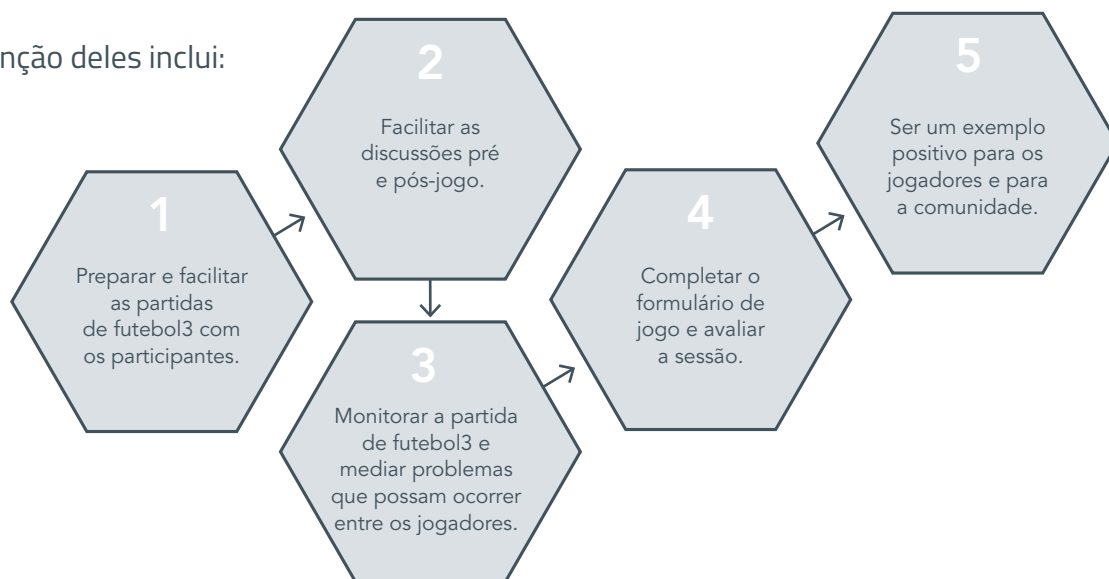 nção deles inclui:
1
Preparar e facilitar
as partidas
de futebol3 com
os participantes.
2
Facilitar as
discussões pré
e pós-jogo.
3
Monitorar a partida
de futebol3 e
mediar problemas
que possam ocorrer
entre os jogadores.
4
Completar o
formulário de
jogo e avaliar
a sessão.
5
Ser um exemplo
positivo para os
jogadores e para
a comunidade.